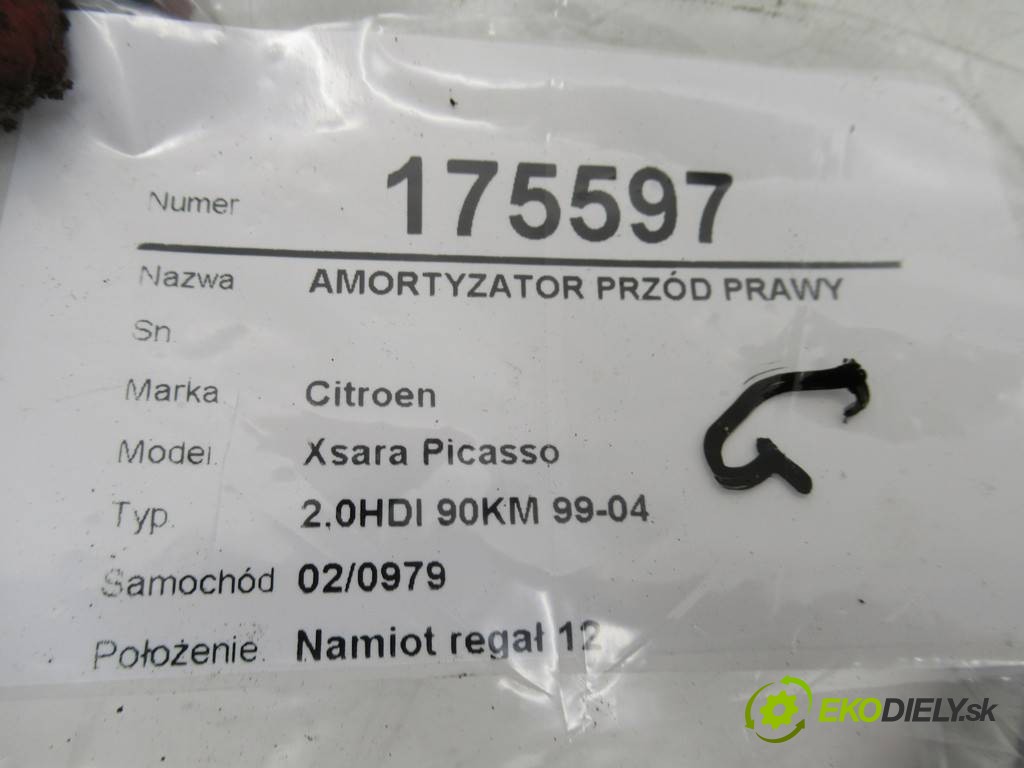 Numer 175597
Nazwa AMORTYZATOR PRZÓD PRAWY
Sn
Marka Citroen
Model Xsara Picasso
Typ. 2.0HDI 90KM 99-04
Samochód 02/0979
Położenie. Namiot regał 12
G
EKODIELY.sk